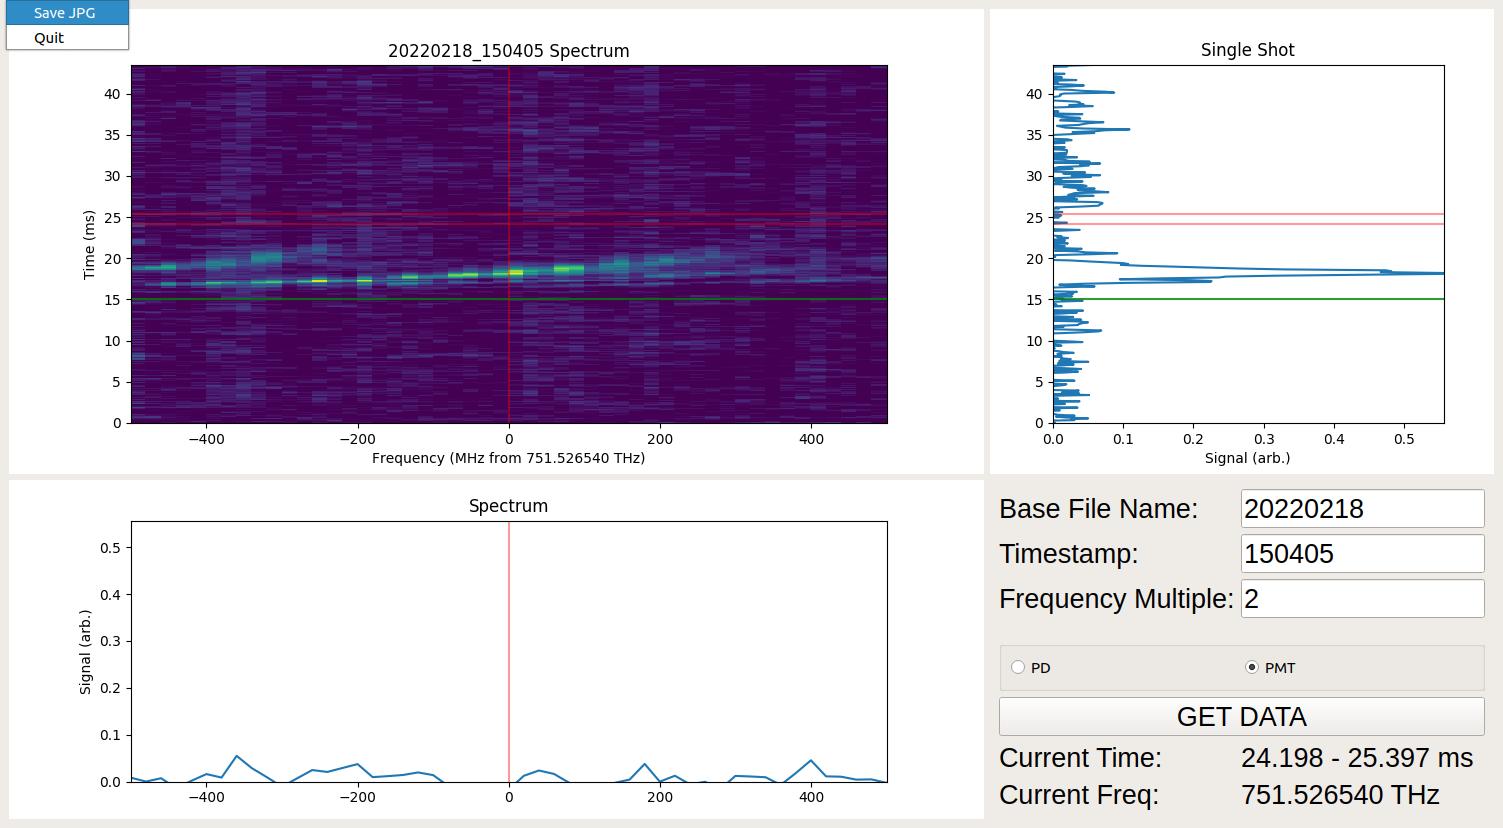 Save JPG
Quit
20220218_150405 Spectrum
40
35
30
25
20
15
10
5
0
Time (ms)
−400
−200
0
200
400
Frequency (MHz from 751.526540 THz)
Single Shot
40
35
30
25
20
15
10
5
0
0.0
0.1
0.2
0.3
0.4
0.5
Signal (arb.)
Spectrum
0.5
0.4
0.3
0.2
0.1
0.0
Signal (arb.)
−400
−200
0
200
400
Base File Name: 20220218
Timestamp: 150405
Frequency Multiple: 2
PD PMT
GET DATA
Current Time: 24.198 - 25.397 ms
Current Freq: 751.526540 THz